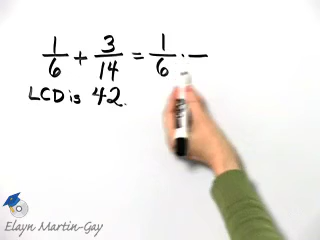 1/6 + 3/14 = 1/6 · —
LCD is 42.
Elayn Martin-Gay